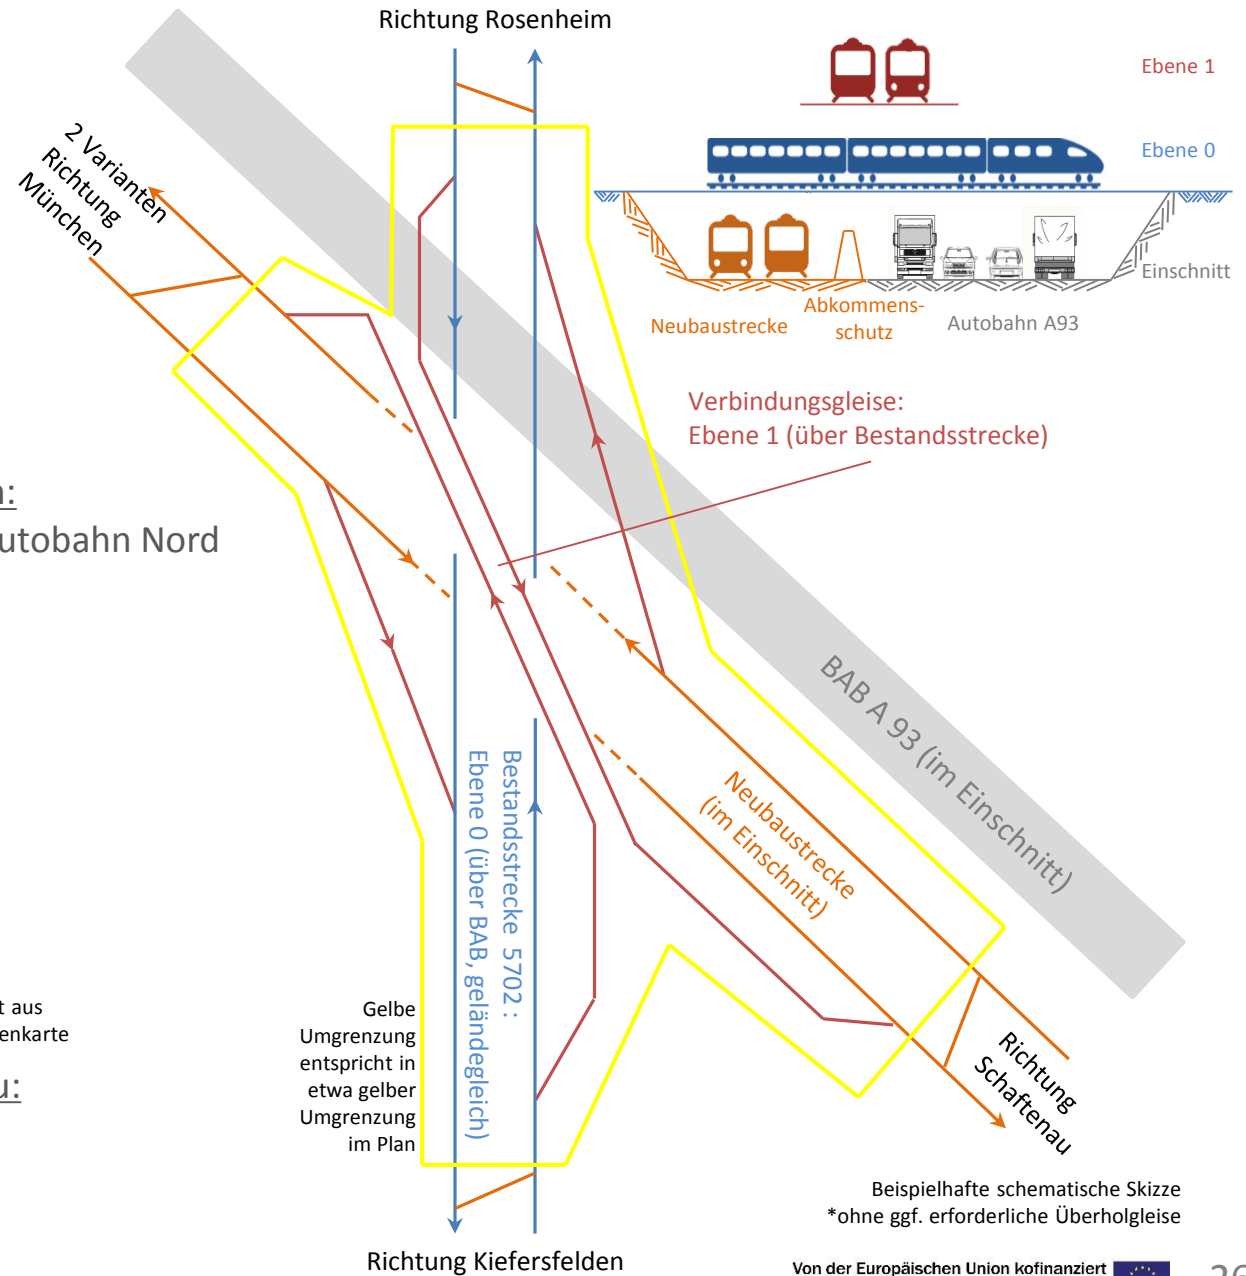 Richtung Rosenheim
Ebene 1
Ebene 0
Einschnitt
Neubaustrecke
Abkommens-
schutz
Autobahn A93
2 Varianten
Richtung
München
Verbindungsgleise:
Ebene 1 (über Bestandsstrecke)
utobahn Nord
BAB A 93 (im Einschnitt)
Neubaustrecke
(im Einschnitt)
Bestandsstrecke 5702 :
Ebene 0 (über BAB, geländegleich)
t aus
enkarte
Gelbe
Umgrenzung
entspricht in
etwa gelber
Umgrenzung
im Plan
Richtung
Schaftenau
Beispielhafte schematische Skizze
*ohne ggf. erforderliche Überholgleise
Richtung Kiefersfelden
Von der Europäischen Union kofinanziert